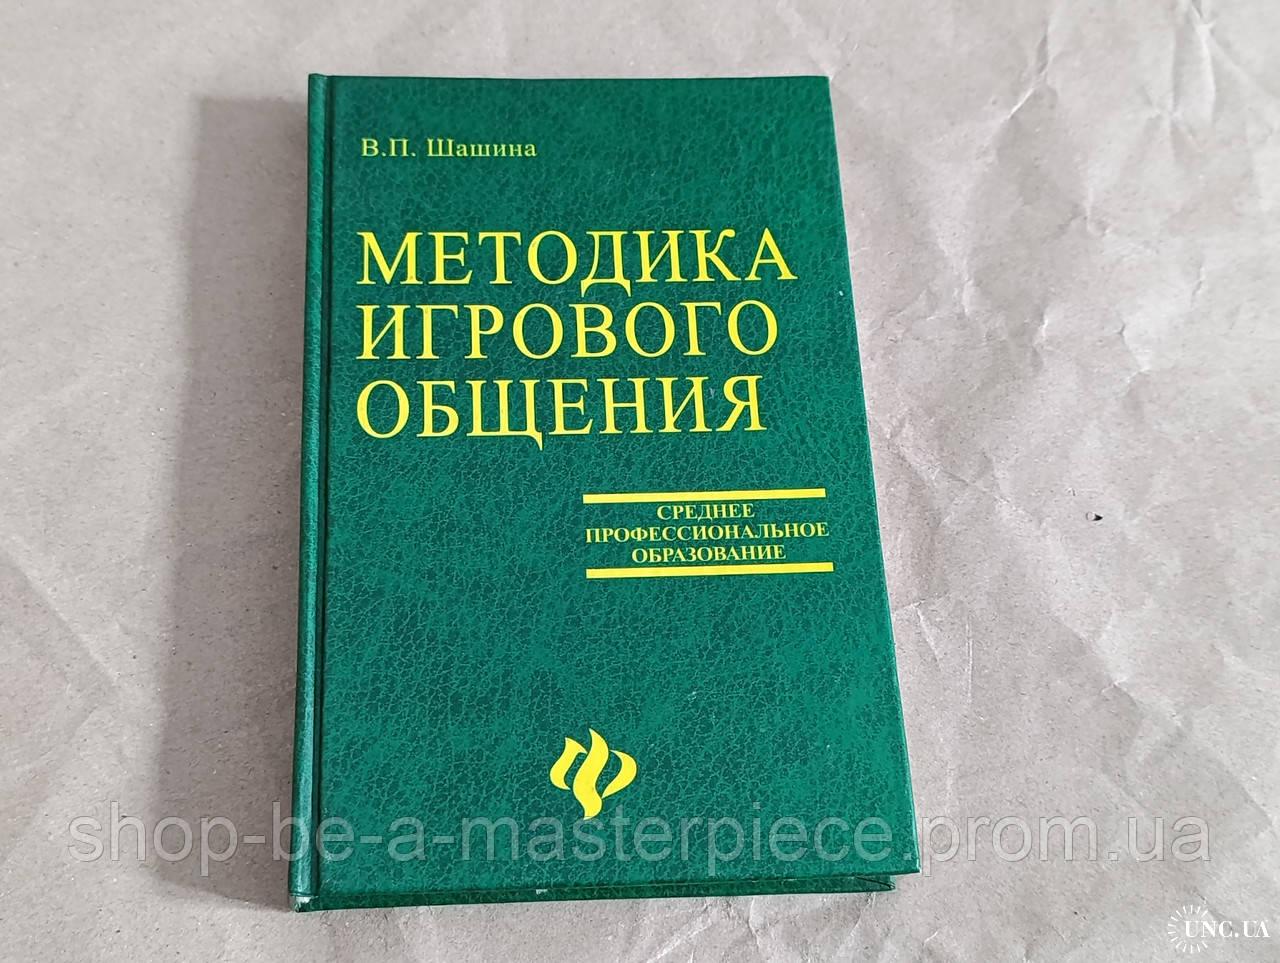 В.П. Шашина
МЕТОДИКА
ИГРОВОГО
ОБЩЕНИЯ
СРЕДНЕЕ
ПРОФЕССИОНАЛЬНОЕ
ОБРАЗОВАНИЕ
shop-be-a-masterpiece.prom.ua
UNC.UA